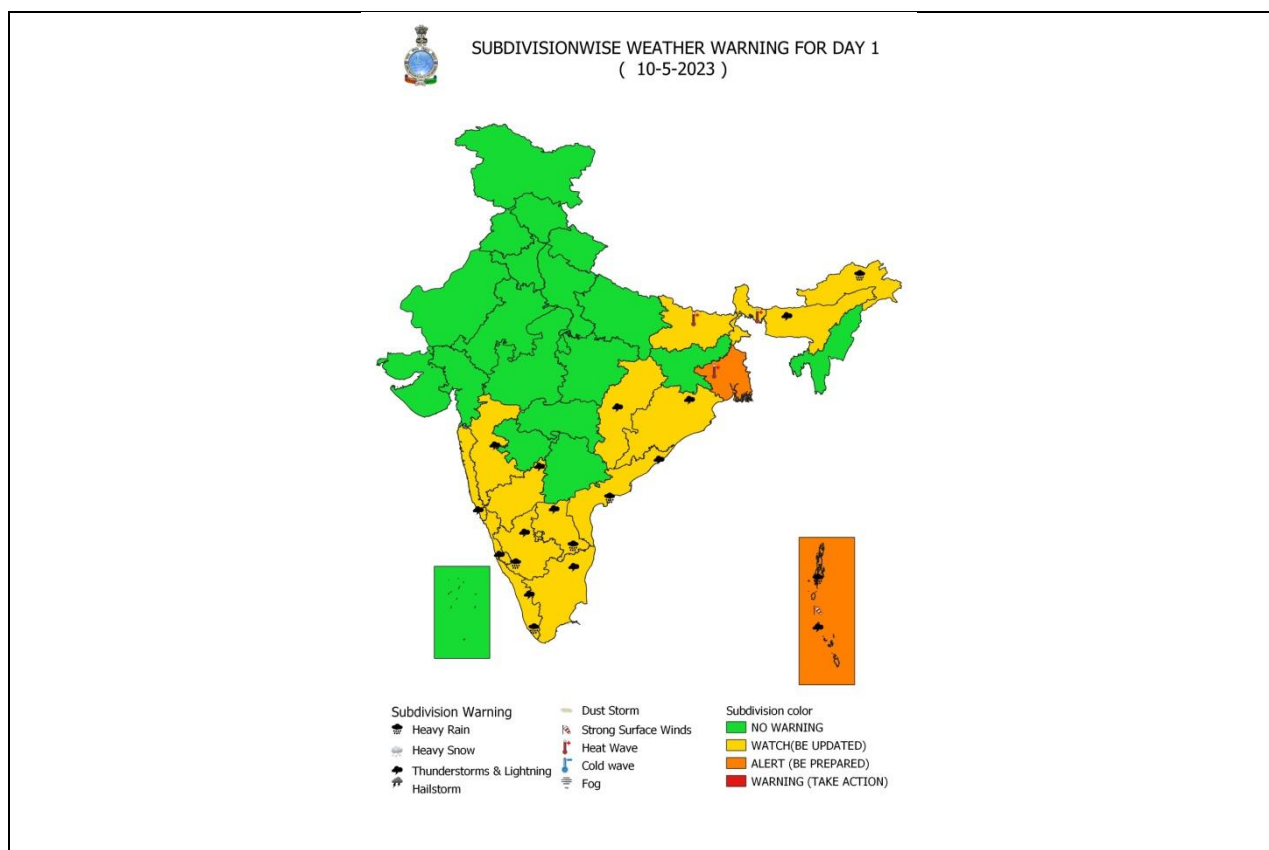 SUBDIVISIONWISE WEATHER WARNING FOR DAY 1
( 10-5-2023 )
Subdivision Warning
Heavy Rain
Heavy Snow
Thunderstorms & Lightning
Hailstorm
Dust Storm
Strong Surface Winds
Heat Wave
Cold wave
Fog
Subdivision color
NO WARNING
WATCH(BE UPDATED)
ALERT (BE PREPARED)
WARNING (TAKE ACTION)